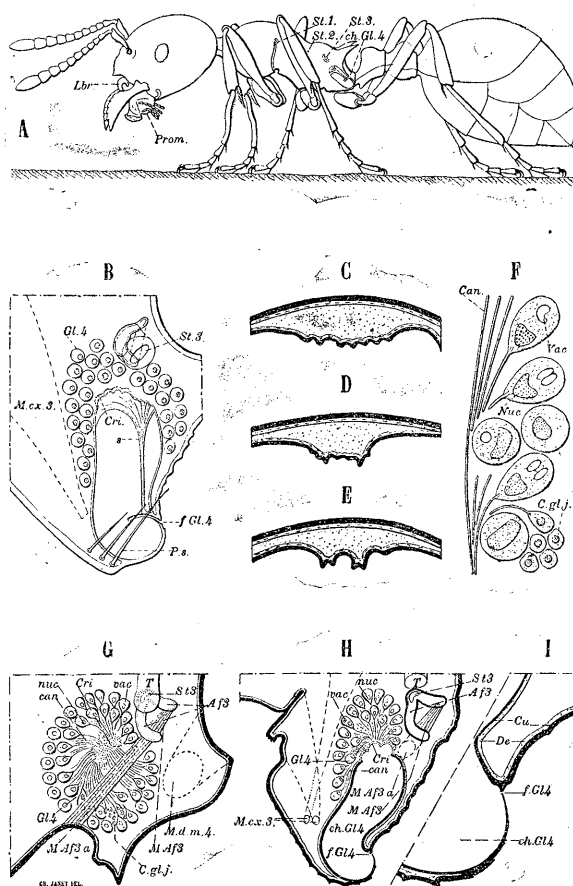 St.1. St.3.
St.2. ch.Gl.4
Lbr
A
Prom.
B
C
F
Gl.4
St.3.
Can.
Vac
M.cx.3.
Cri.
D
Nuc
s
E
C.gl.j.
f.Gl.4
P.s.
G
H
I
nuc Cri vac T
can
St3
Af3
nuc T St3
vac Af3
Cu
De
Gl4
Cri
can
f.Gl4
M Af3 a
M Af3
Gl4
M.cx.3.
ch.Gl4
ch.Gl4
M.d.m.4.
f.Gl4
M Af3 a M Af3
C.gl.j.
CH. JANET DEL.